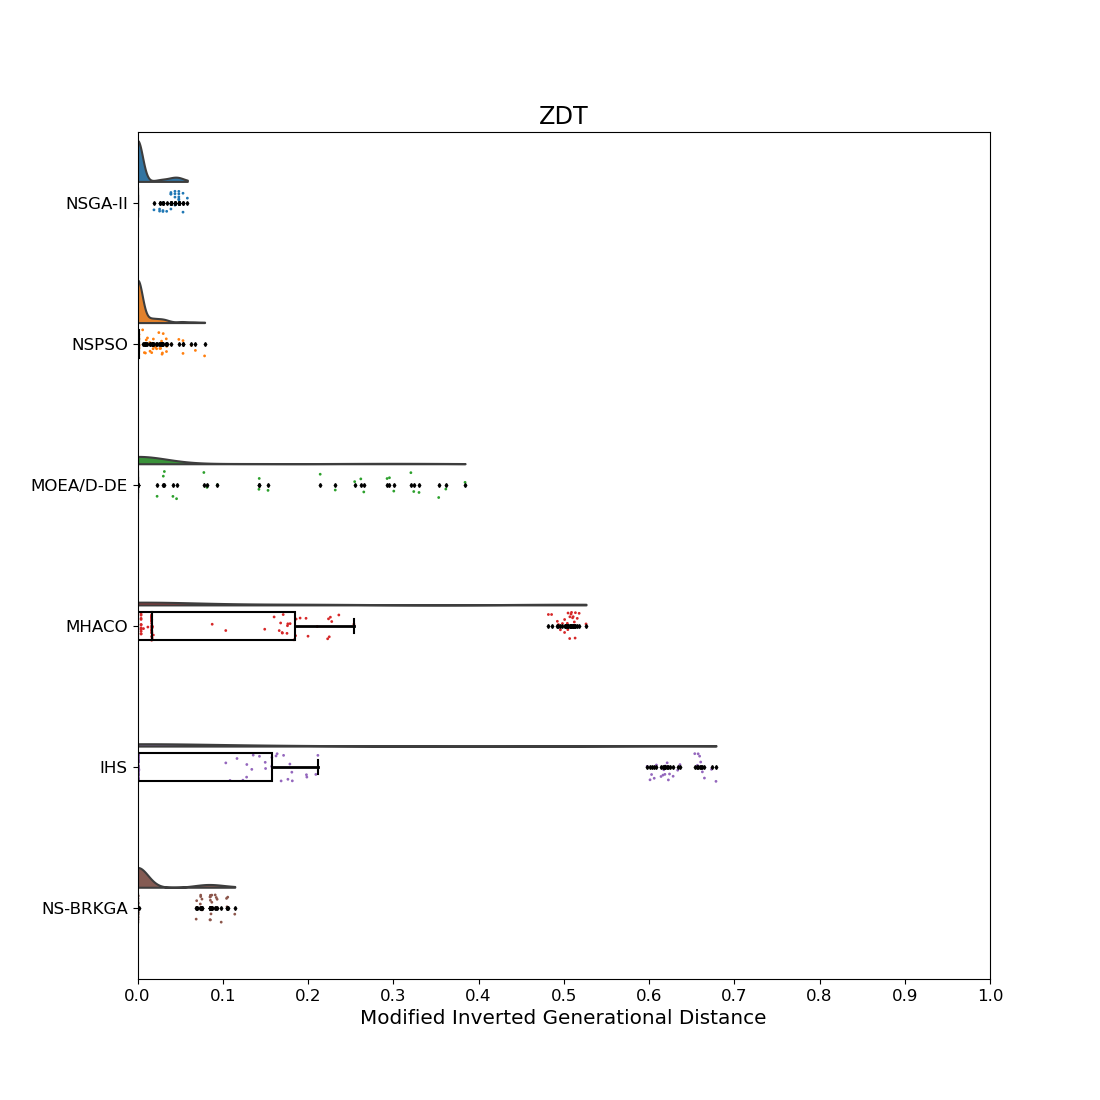 ZDT
NSGA-II
NSPSO
MOEA/D-DE
MHACO
IHS
NS-BRKGA
0.0 0.1 0.2 0.3 0.4 0.5 0.6 0.7 0.8 0.9 1.0
Modified Inverted Generational Distance